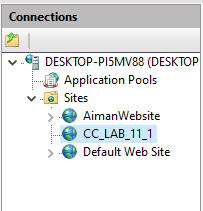 Connections
DESKTOP-PI5MV88 (DESKTOP
Application Pools
Sites
AimanWebsite
CC_LAB_11_1
Default Web Site